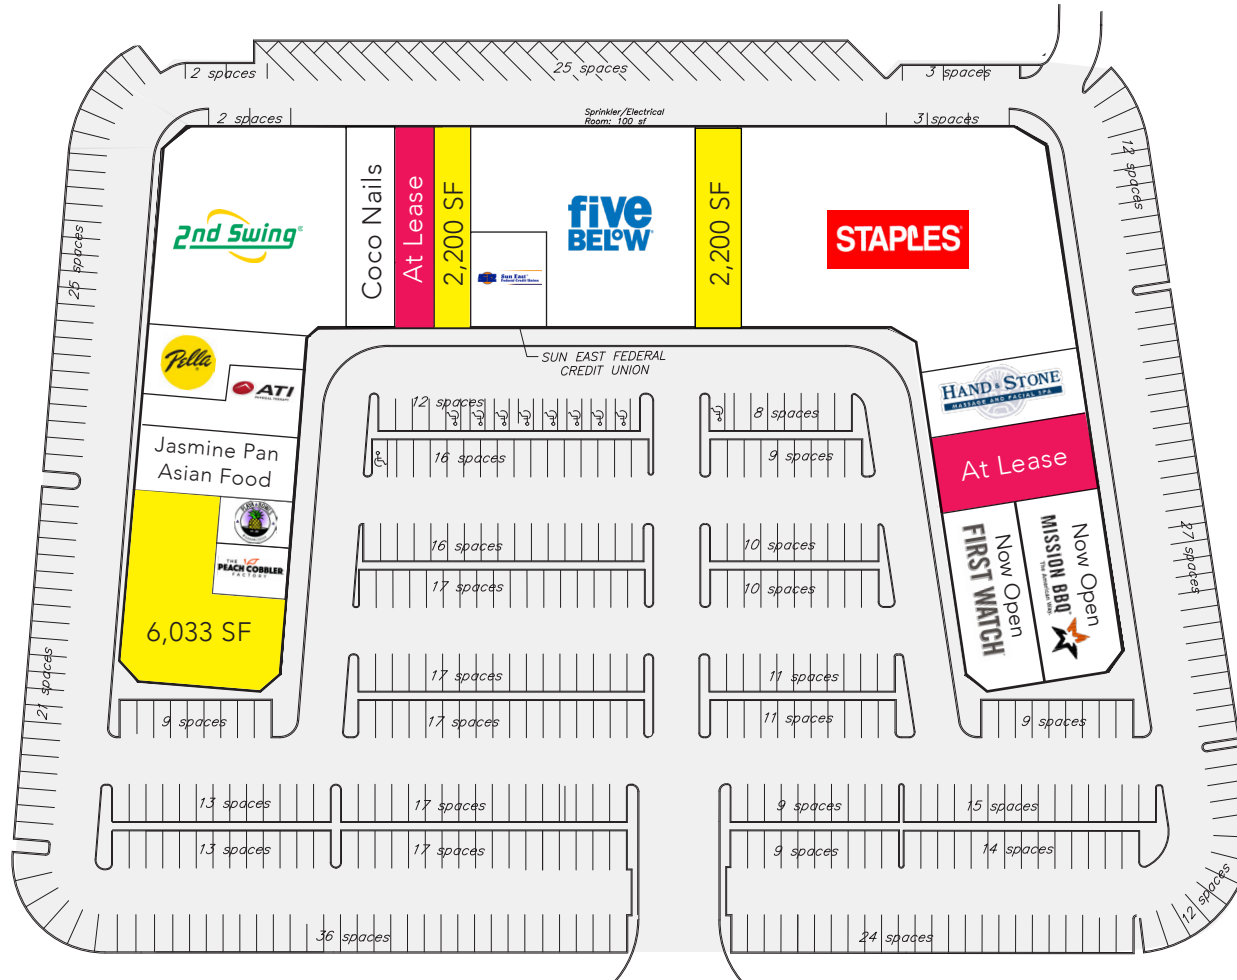 2 spaces
25 spaces
3 spaces
2 spaces
Sprinkler/Electrical
Room: 100 sf
3 spaces
12 spaces
25 spaces
2nd Swing
Coco Nails
At Lease
2,200 SF
Sun East
Federal Credit Union
five
BELOW
2,200 SF
STAPLES
Pella
ATI
PHYSICAL THERAPY
SUN EAST FEDERAL
CREDIT UNION
HAND & STONE
MASSAGE AND FACIAL SPA
12 spaces
8 spaces
16 spaces
9 spaces
Jasmine Pan
Asian Food
At Lease
THE
PEACH COBBLER
FACTORY
6,033 SF
16 spaces
10 spaces
17 spaces
10 spaces
Now Open
FIRST WATCH
Now Open
MISSION BBQ
The American Way.
27 spaces
21 spaces
17 spaces
11 spaces
9 spaces
17 spaces
11 spaces
9 spaces
13 spaces
17 spaces
9 spaces
15 spaces
13 spaces
17 spaces
9 spaces
14 spaces
12 spaces
36 spaces
24 spaces